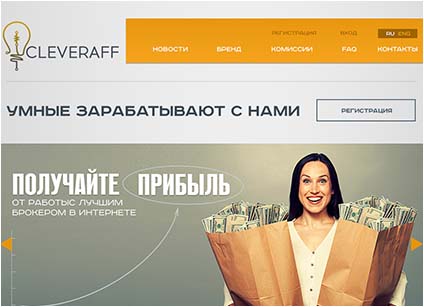 CLEVERAFF
РЕГИСТРАЦИЯ ВХОД RU ENG
НОВОСТИ БРЕНД КОМИССИИ FAQ КОНТАКТЫ
УМНЫЕ ЗАРАБАТЫВАЮТ С НАМИ
РЕГИСТРАЦИЯ
ПОЛУЧАЙТЕ ПРИБЫЛЬ
ОТ РАБОТЫС ЛУЧШИМ
БРОКЕРОМ В ИНТЕРНЕТЕ